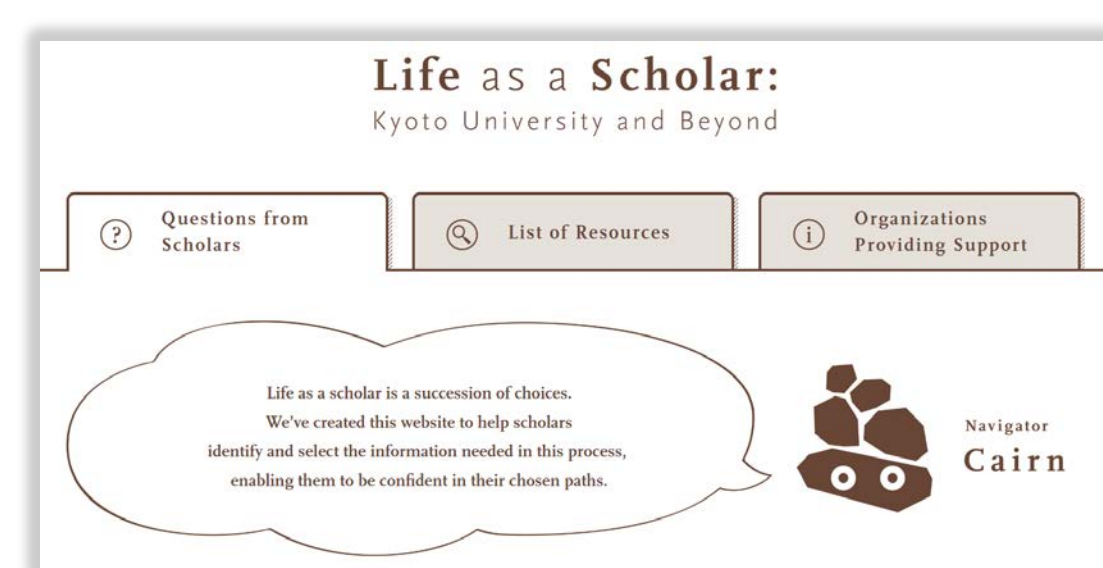 Life as a Scholar:
Kyoto University and Beyond
? Questions from
Scholars
List of Resources
i Organizations
Providing Support
Life as a scholar is a succession of choices.
We've created this website to help scholars
identify and select the information needed in this process,
enabling them to be confident in their chosen paths.
Navigator
Cairn